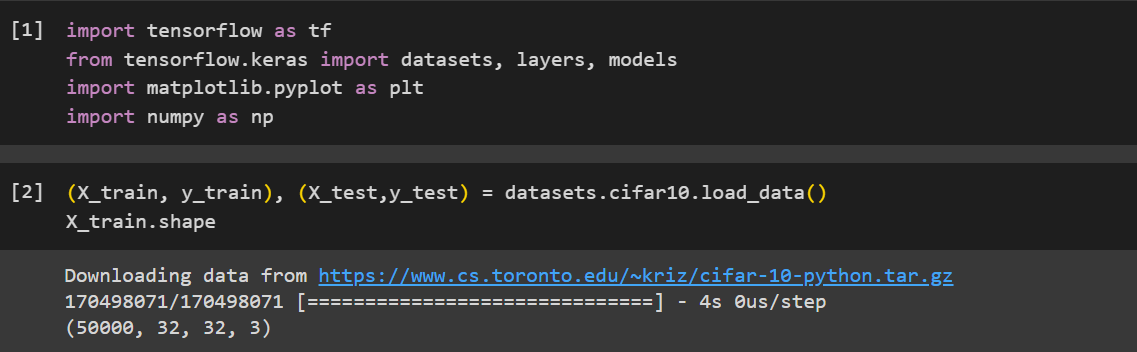 [1] import tensorflow as tf
from tensorflow.keras import datasets, layers, models
import matplotlib.pyplot as plt
import numpy as np
[2] (X_train, y_train), (X_test,y_test) = datasets.cifar10.load_data()
X_train.shape
Downloading data from https://www.cs.toronto.edu/~kriz/cifar-10-python.tar.gz
170498071/170498071 [==============================] - 4s 0us/step
(50000, 32, 32, 3)